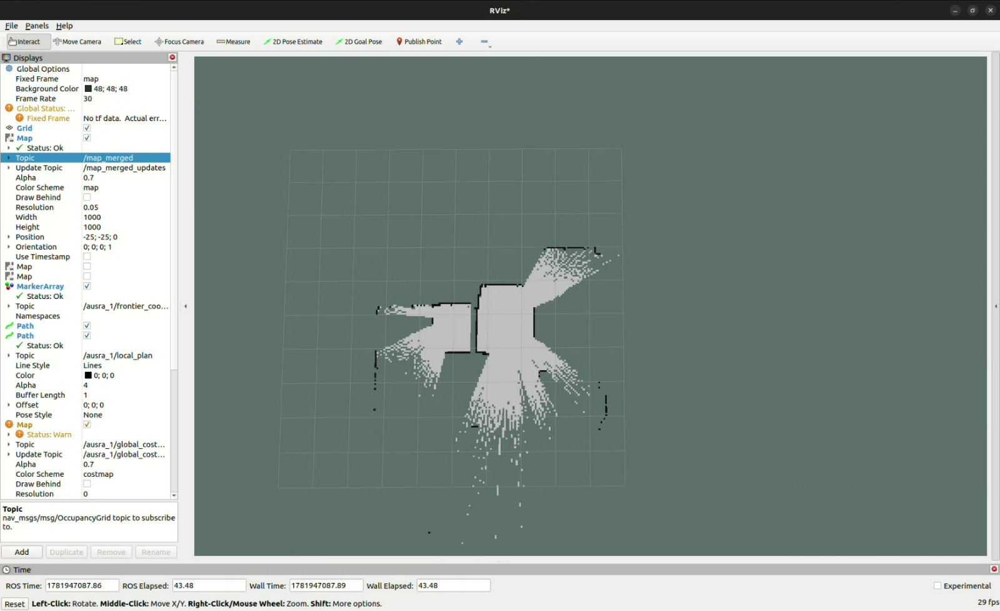 RViz*
File Panels Help
Interact Move Camera Select Focus Camera Measure 2D Pose Estimate 2D Goal Pose Publish Point
Displays
Global Options
Fixed Frame map
Background Color 48; 48; 48
Frame Rate 30
Global Status: ...
Fixed Frame No tf data. Actual err...
Grid
Map
Status: Ok
Topic /map_merged
Update Topic /map_merged_updates
Alpha 0.7
Color Scheme map
Draw Behind
Resolution 0.05
Width 1000
Height 1000
Position -25; -25; 0
Orientation 0; 0; 0; 1
Use Timestamp
Map
Map
MarkerArray
Status: Ok
Topic /ausra_1/frontier_coo...
Namespaces
Path
Path
Status: Ok
Topic /ausra_1/local_plan
Line Style Lines
Color 0; 0; 0
Alpha 4
Buffer Length 1
Offset 0; 0; 0
Pose Style None
Map
Status: Warn
Topic /ausra_1/global_cost...
Update Topic /ausra_1/global_cost...
Alpha 0.7
Color Scheme costmap
Draw Behind
Resolution 0
Topic
nav_msgs/msg/OccupancyGrid topic to subscribe
to.
Add Duplicate Remove Rename
Time
ROS Time: 1781947087.86 ROS Elapsed: 43.48 Wall Time: 1781947087.89 Wall Elapsed: 43.48 Experimental
Reset Left-Click: Rotate. Middle-Click: Move X/Y. Right-Click/Mouse Wheel: Zoom. Shift: More options. 29 fps